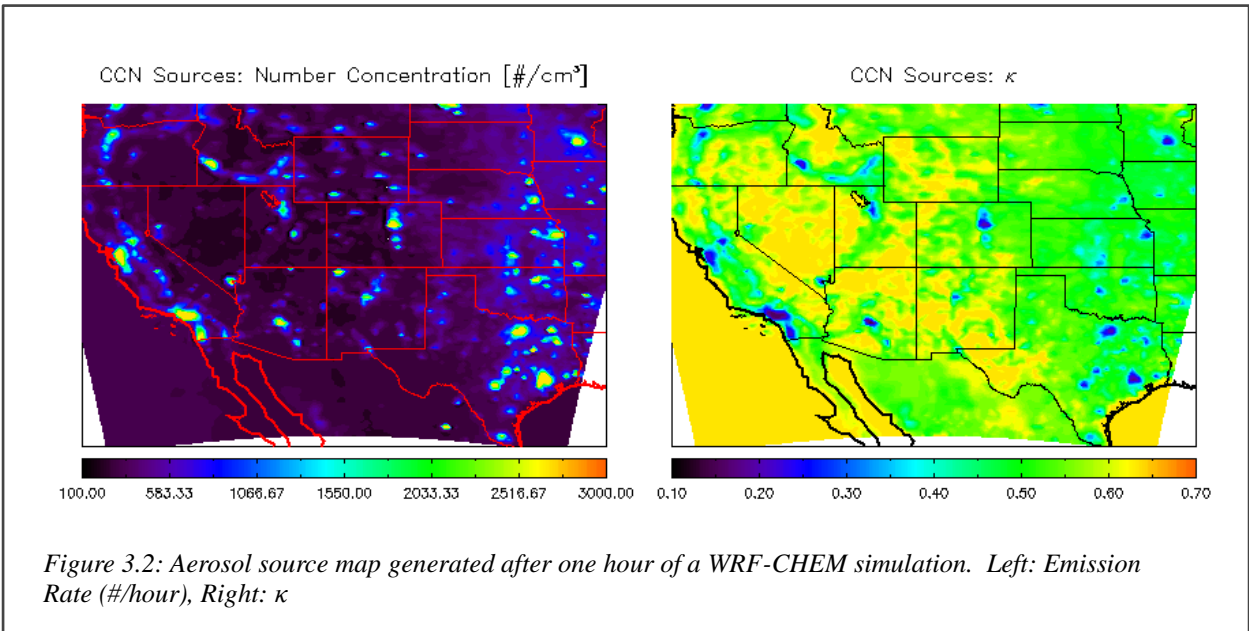 CCN Sources: Number Concentration [#/cm³]
CCN Sources: κ
100.00 583.33 1066.67 1550.00 2033.33 2516.67 3000.00
0.10 0.20 0.30 0.40 0.50 0.60 0.70
Figure 3.2: Aerosol source map generated after one hour of a WRF-CHEM simulation. Left: Emission
Rate (#/hour), Right: κ